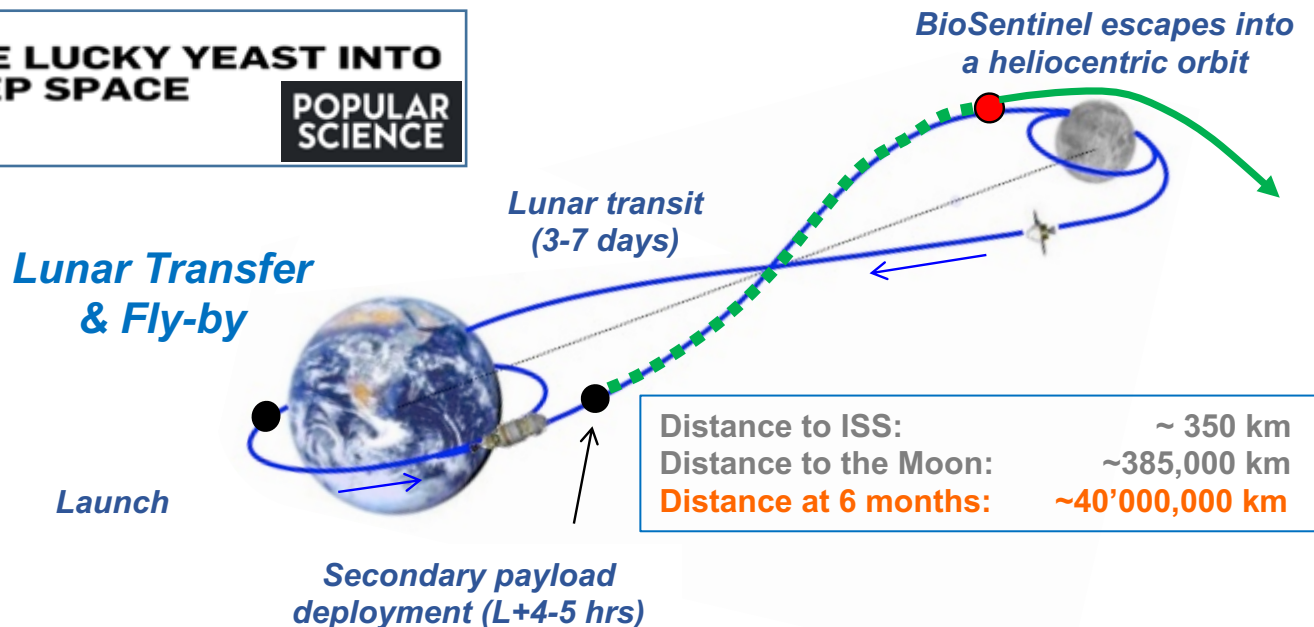 E LUCKY YEAST INTO
EP SPACE
POPULAR
SCIENCE
BioSentinel escapes into
a heliocentric orbit
Lunar transit
(3-7 days)
Lunar Transfer
& Fly-by
Distance to ISS: ~ 350 km
Distance to the Moon: ~385,000 km
Distance at 6 months: ~40’000,000 km
Launch
Secondary payload
deployment (L+4-5 hrs)